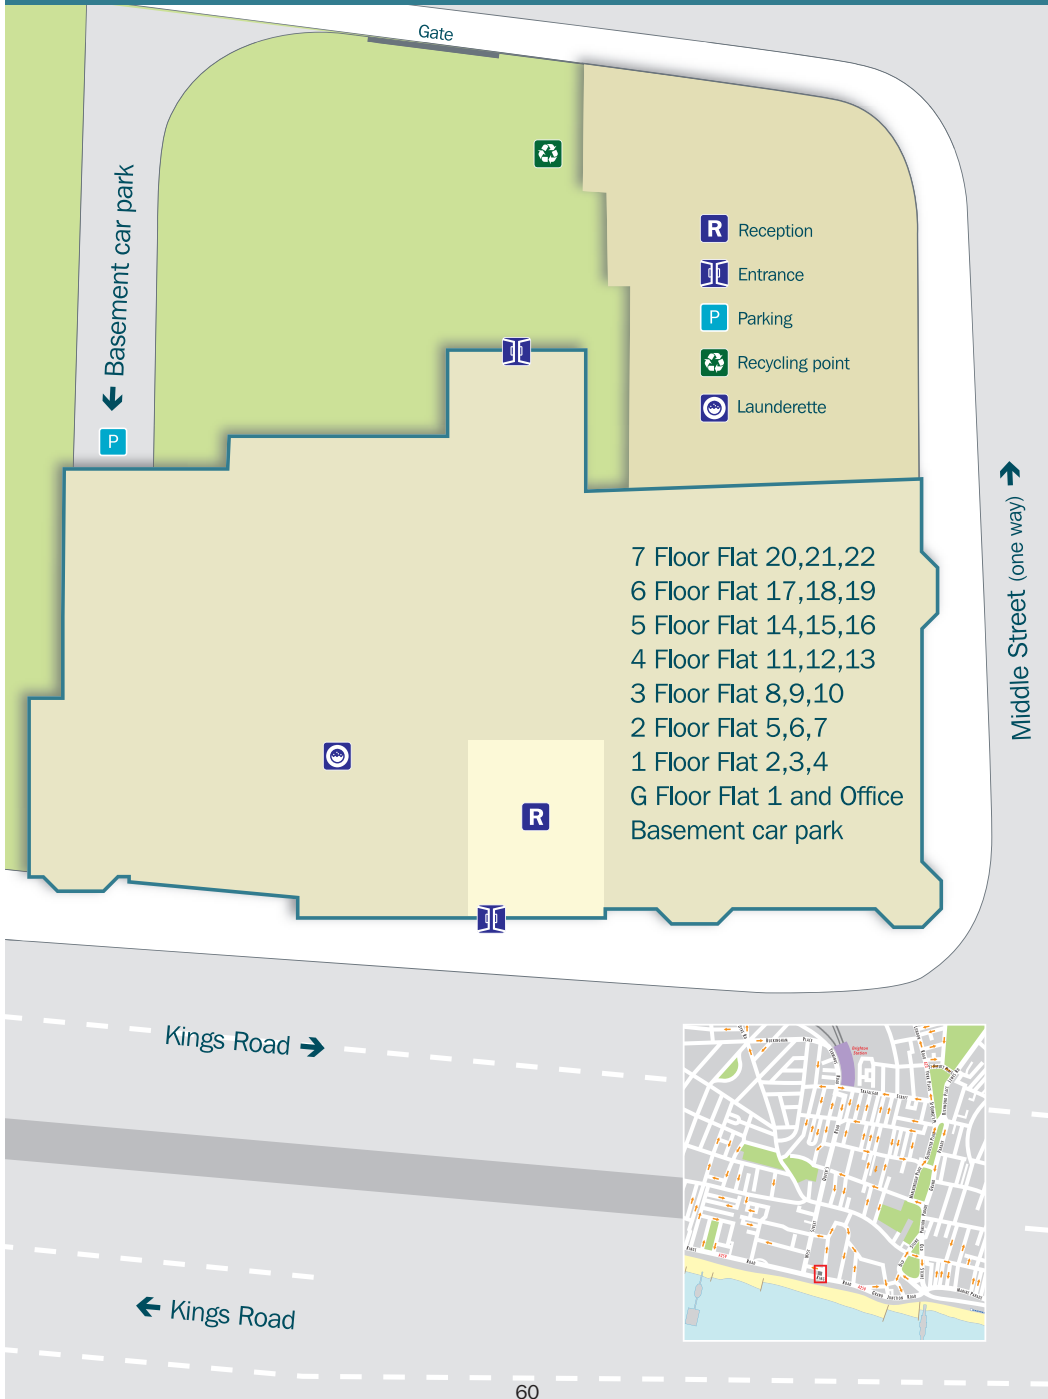 Gate
← Basement car park
P
R Reception
Entrance
P Parking
Recycling point
Launderette
Middle Street (one way) →
7 Floor Flat 20,21,22
6 Floor Flat 17,18,19
5 Floor Flat 14,15,16
4 Floor Flat 11,12,13
3 Floor Flat 8,9,10
2 Floor Flat 5,6,7
1 Floor Flat 2,3,4
G Floor Flat 1 and Office
Basement car park
R
Kings Road →
← Kings Road
Brighton
Station
60